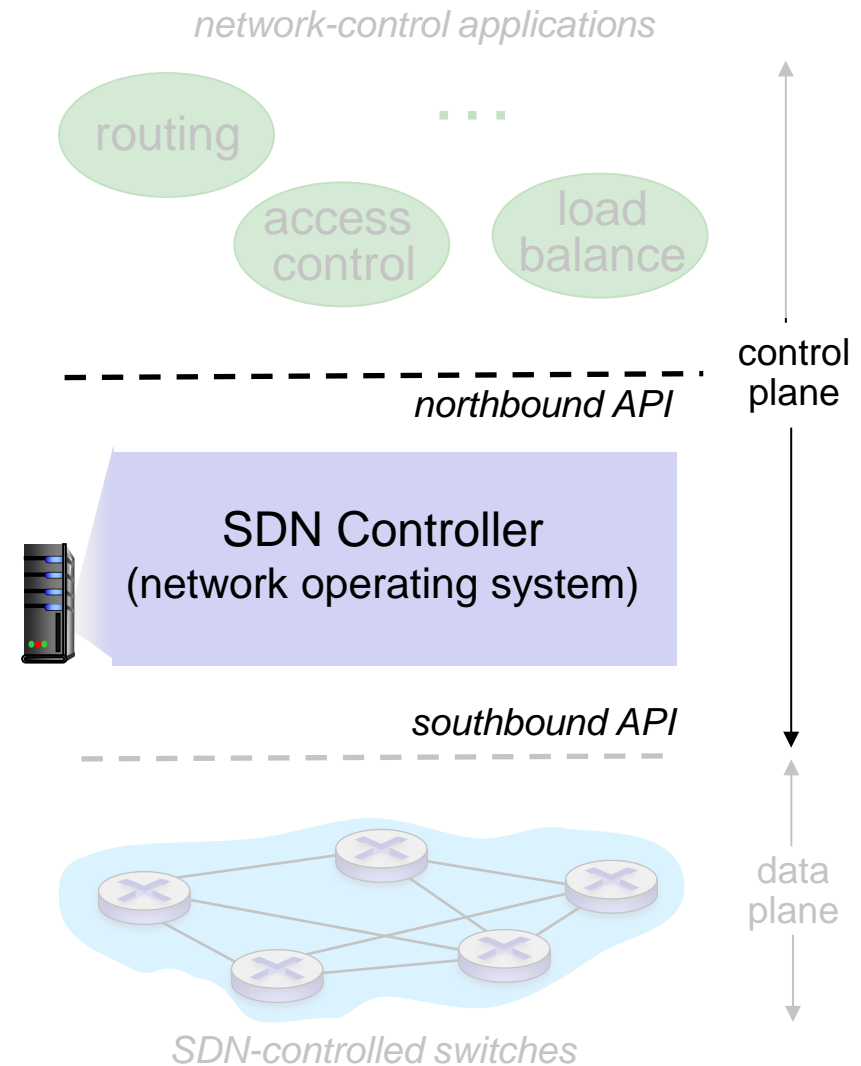 network-control applications
routing
...
access
control
load
balance
control
plane
northbound API
SDN Controller
(network operating system)
southbound API
data
plane
SDN-controlled switches